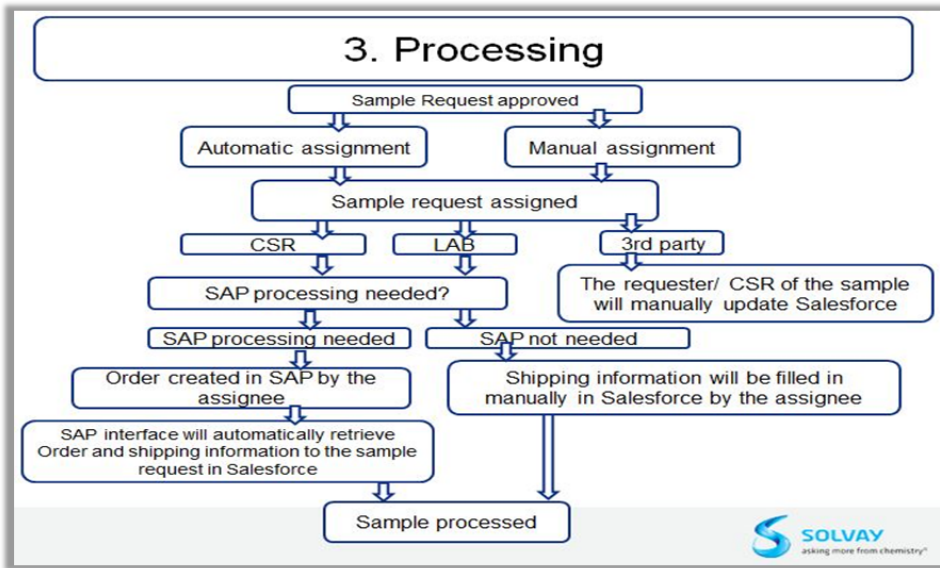 3. Processing
Sample Request approved
Automatic assignment
Manual assignment
Sample request assigned
CSR
LAB
3rd party
SAP processing needed?
The requester/ CSR of the sample
will manually update Salesforce
SAP processing needed
SAP not needed
Order created in SAP by the
assignee
Shipping information will be filled in
manually in Salesforce by the assignee
SAP interface will automatically retrieve
Order and shipping information to the sample
request in Salesforce
Sample processed
SOLVAY
asking more from chemistry®